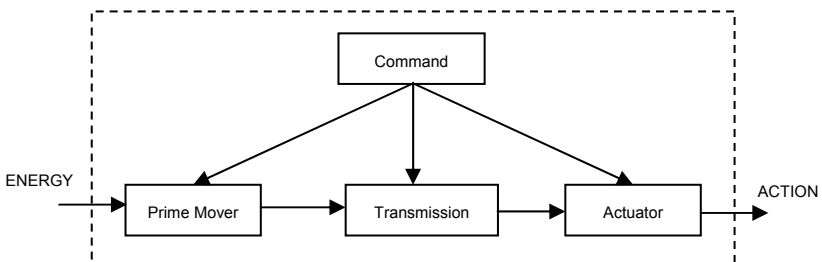 Command
ENERGY
ACTION
Prime Mover
Transmission
Actuator